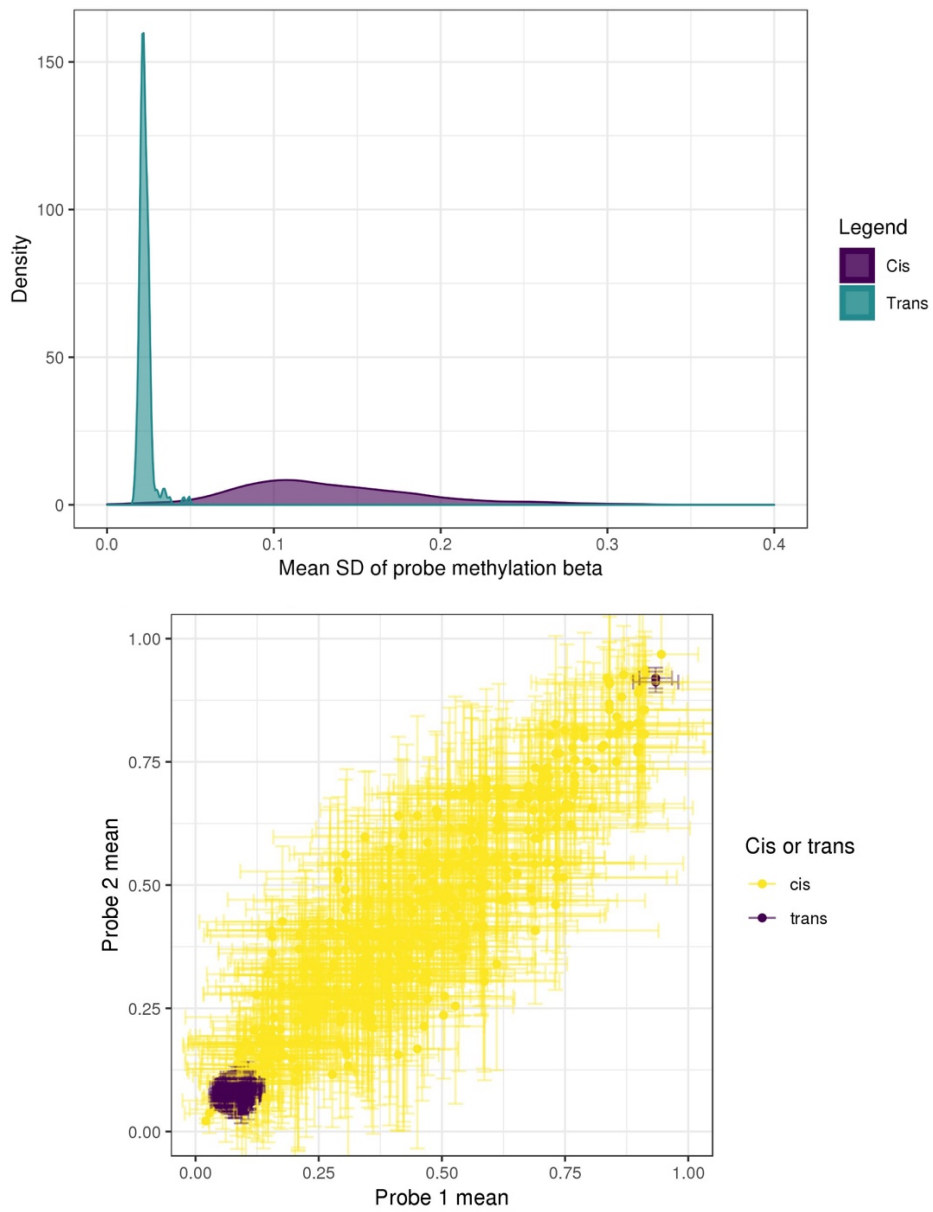 150
100
50
0
Density
0.0 0.1 0.2 0.3 0.4
Mean SD of probe methylation beta
Legend
Cis
Trans
1.00
0.75
0.50
0.25
0.00
Probe 2 mean
0.00 0.25 0.50 0.75 1.00
Probe 1 mean
Cis or trans
cis
trans